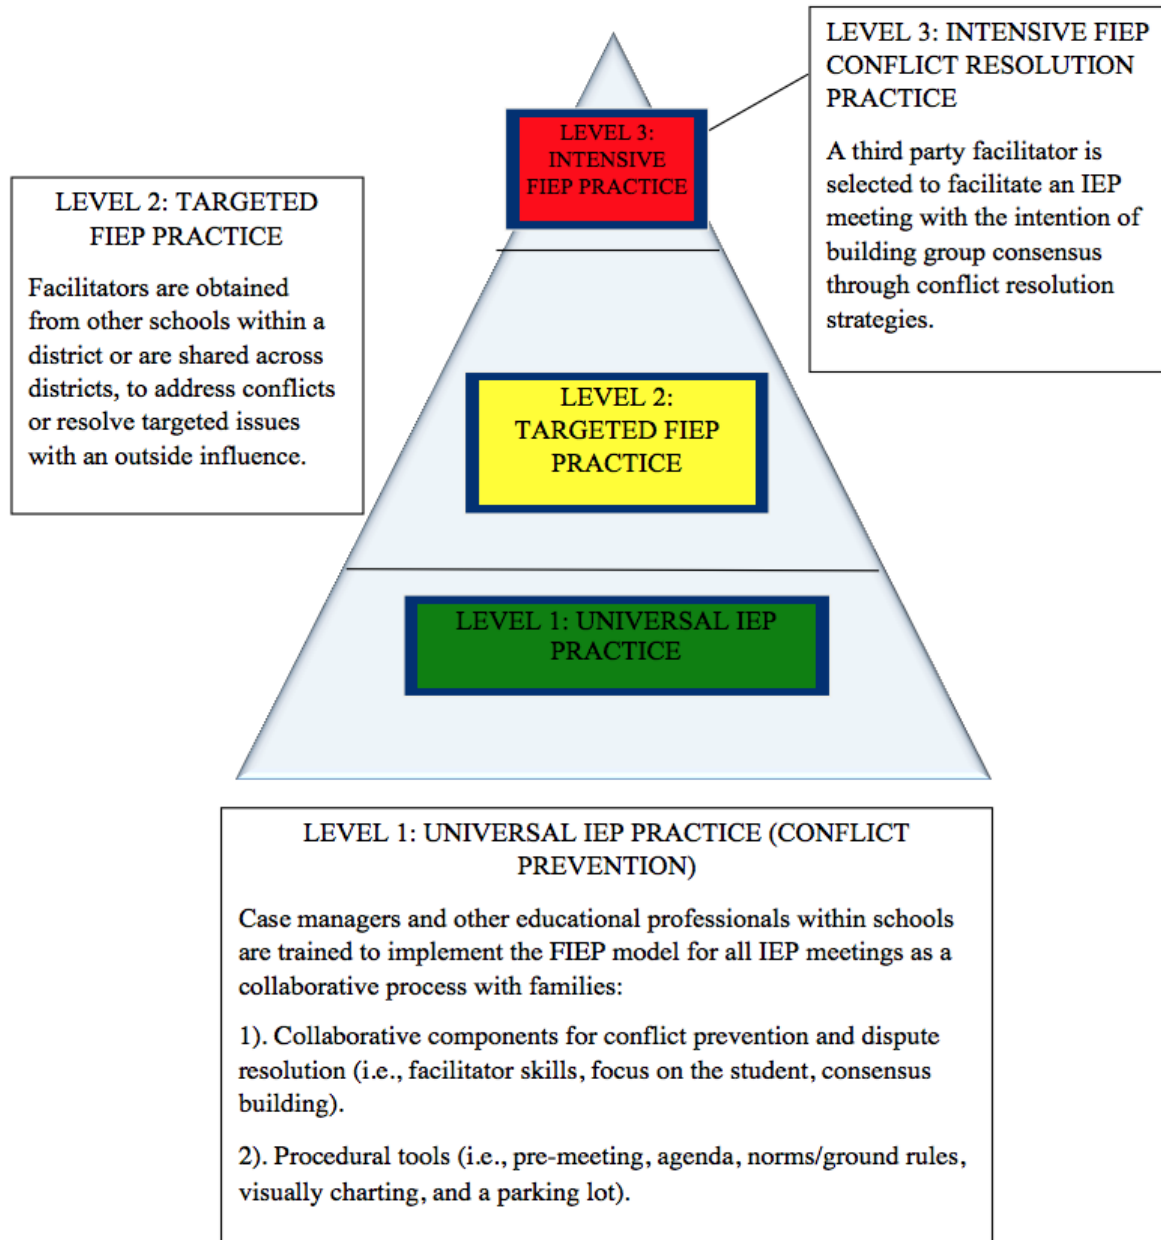 LEVEL 3: INTENSIVE FIEP
CONFLICT RESOLUTION
PRACTICE
A third party facilitator is
selected to facilitate an IEP
meeting with the intention of
building group consensus
through conflict resolution
strategies.
LEVEL 3:
INTENSIVE
FIEP PRACTICE
LEVEL 2: TARGETED
FIEP PRACTICE
Facilitators are obtained
from other schools within a
district or are shared across
districts, to address conflicts
or resolve targeted issues
with an outside influence.
LEVEL 2:
TARGETED FIEP
PRACTICE
LEVEL 1: UNIVERSAL IEP
PRACTICE
LEVEL 1: UNIVERSAL IEP PRACTICE (CONFLICT
PREVENTION)
Case managers and other educational professionals within schools
are trained to implement the FIEP model for all IEP meetings as a
collaborative process with families:
1). Collaborative components for conflict prevention and dispute
resolution (i.e., facilitator skills, focus on the student, consensus
building).
2). Procedural tools (i.e., pre-meeting, agenda, norms/ground rules,
visually charting, and a parking lot).